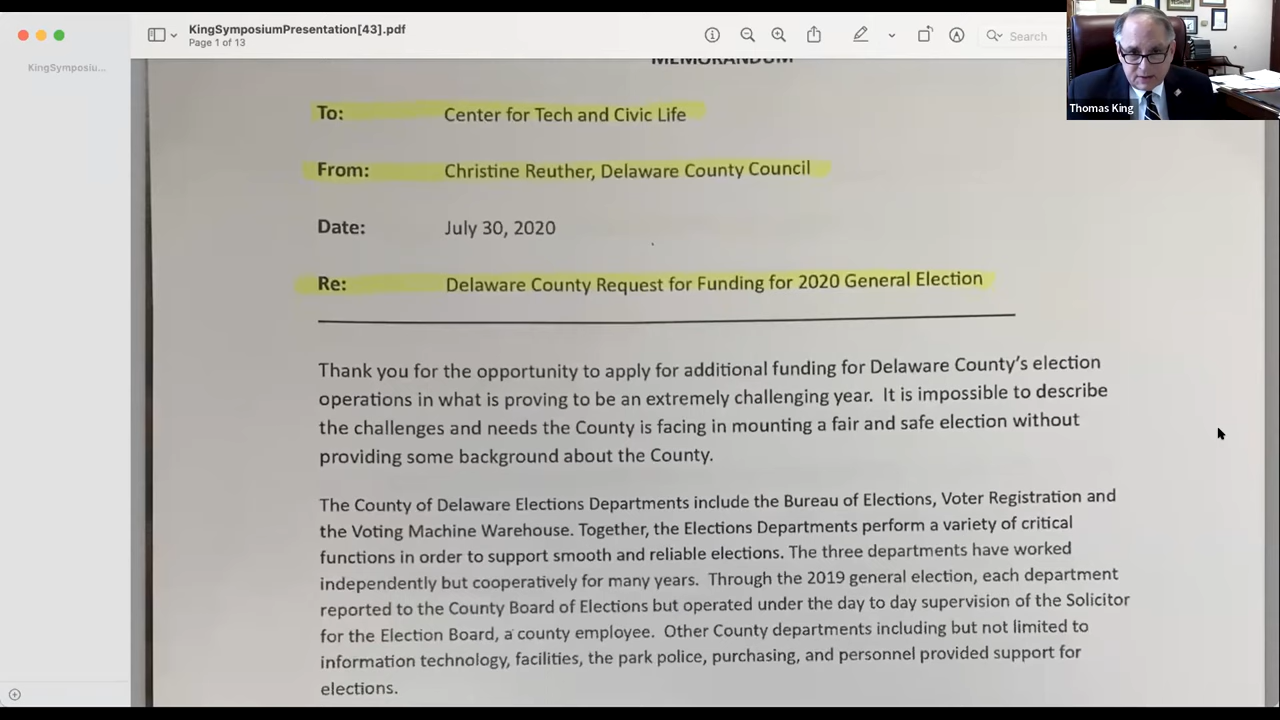 KingSymposiumPresentation[43].pdf
Page 1 of 13
Search
KingSymposiu...
Thomas King
MEMORANDUM
To: Center for Tech and Civic Life
From: Christine Reuther, Delaware County Council
Date: July 30, 2020
Re: Delaware County Request for Funding for 2020 General Election
Thank you for the opportunity to apply for additional funding for Delaware County's election
operations in what is proving to be an extremely challenging year. It is impossible to describe
the challenges and needs the County is facing in mounting a fair and safe election without
providing some background about the County.
The County of Delaware Elections Departments include the Bureau of Elections, Voter Registration and
the Voting Machine Warehouse. Together, the Elections Departments perform a variety of critical
functions in order to support smooth and reliable elections. The three departments have worked
independently but cooperatively for many years. Through the 2019 general election, each department
reported to the County Board of Elections but operated under the day to day supervision of the Solicitor
for the Election Board, a county employee. Other County departments including but not limited to
information technology, facilities, the park police, purchasing, and personnel provided support for
elections.